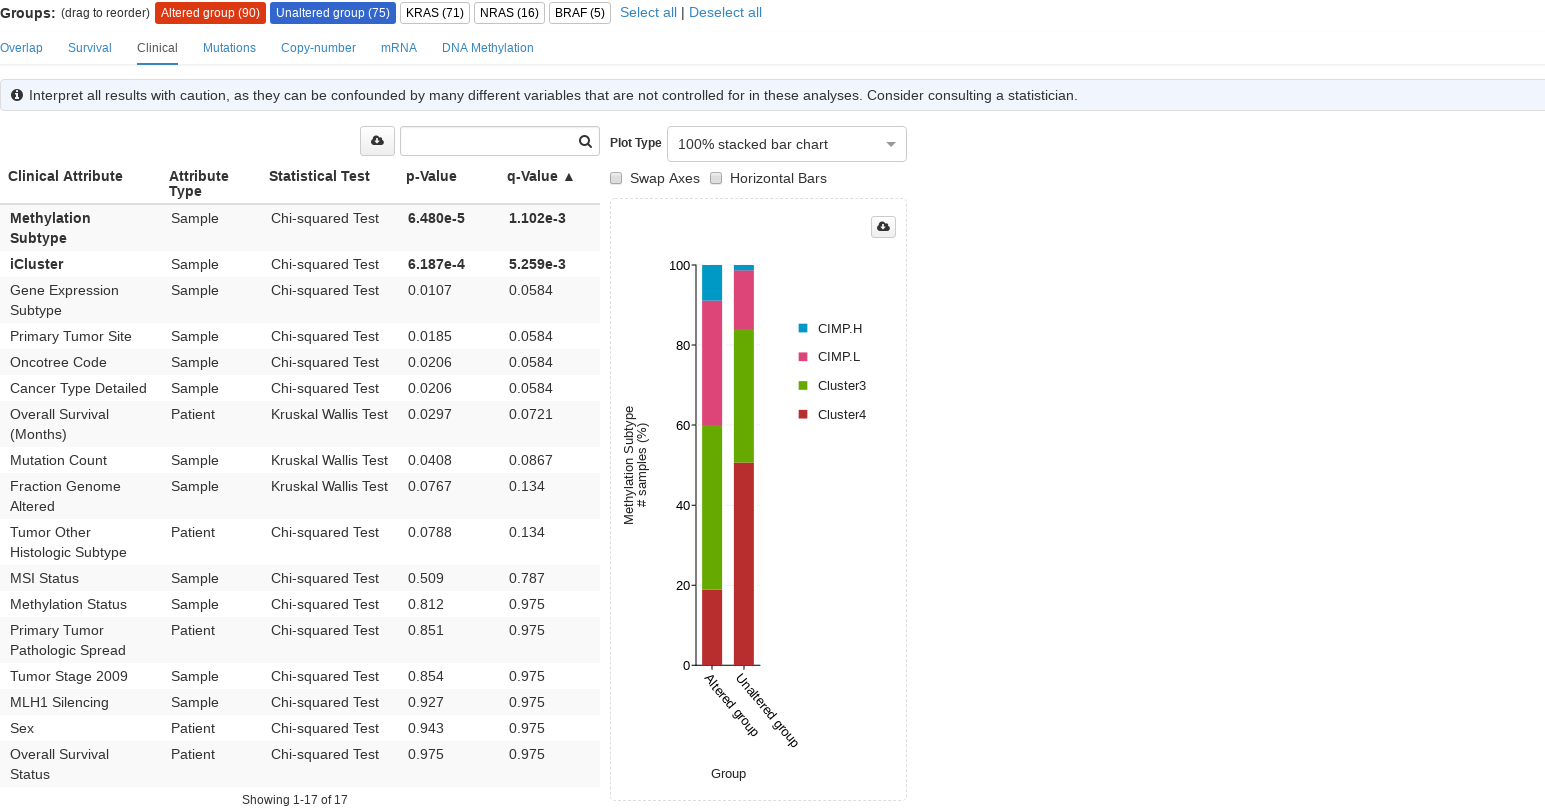 Groups: (drag to reorder) Altered group (90) Unaltered group (75) KRAS (71) NRAS (16) BRAF (5) Select all | Deselect all
Overlap Survival Clinical Mutations Copy-number mRNA DNA Methylation
Interpret all results with caution, as they can be confounded by many different variables that are not controlled for in these analyses. Consider consulting a statistician.
Plot Type 100% stacked bar chart
Swap Axes Horizontal Bars
Clinical Attribute Attribute Type Statistical Test p-Value q-Value ▲
Methylation Subtype Sample Chi-squared Test 6.480e-5 1.102e-3
iCluster Sample Chi-squared Test 6.187e-4 5.259e-3
Gene Expression Subtype Sample Chi-squared Test 0.0107 0.0584
Primary Tumor Site Sample Chi-squared Test 0.0185 0.0584
Oncotree Code Sample Chi-squared Test 0.0206 0.0584
Cancer Type Detailed Sample Chi-squared Test 0.0206 0.0584
Overall Survival (Months) Patient Kruskal Wallis Test 0.0297 0.0721
Mutation Count Sample Kruskal Wallis Test 0.0408 0.0867
Fraction Genome Altered Sample Kruskal Wallis Test 0.0767 0.134
Tumor Other Histologic Subtype Patient Chi-squared Test 0.0788 0.134
MSI Status Sample Chi-squared Test 0.509 0.787
Methylation Status Sample Chi-squared Test 0.812 0.975
Primary Tumor Pathologic Spread Patient Chi-squared Test 0.851 0.975
Tumor Stage 2009 Sample Chi-squared Test 0.854 0.975
MLH1 Silencing Sample Chi-squared Test 0.927 0.975
Sex Patient Chi-squared Test 0.943 0.975
Overall Survival Status Patient Chi-squared Test 0.975 0.975
Showing 1-17 of 17
Methylation Subtype
# samples (%)
100
80
60
40
20
0
CIMP.H
CIMP.L
Cluster3
Cluster4
Altered group
Unaltered group
Group